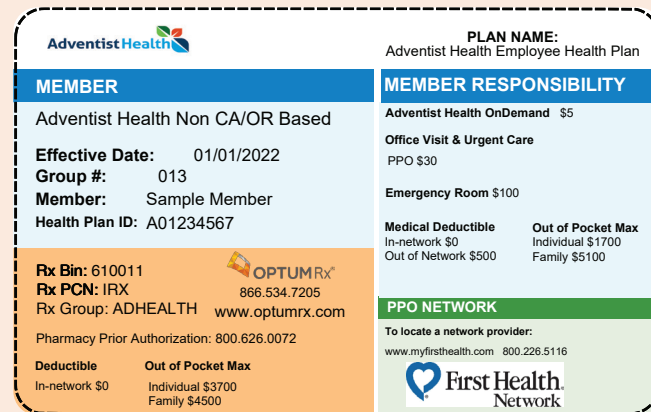 Adventist Health
PLAN NAME:
Adventist Health Employee Health Plan
MEMBER
Adventist Health Non CA/OR Based
Effective Date: 01/01/2022
Group #: 013
Member: Sample Member
Health Plan ID: A01234567
Rx Bin: 610011
Rx PCN: IRX
Rx Group: ADHEALTH
OPTUMRx®
866.534.7205
www.optumrx.com
Pharmacy Prior Authorization: 800.626.0072
Deductible
In-network $0
Out of Pocket Max
Individual $3700
Family $4500
MEMBER RESPONSIBILITY
Adventist Health OnDemand $5
Office Visit & Urgent Care
PPO $30
Emergency Room $100
Medical Deductible
In-network $0
Out of Network $500
Out of Pocket Max
Individual $1700
Family $5100
PPO NETWORK
To locate a network provider:
www.myfirsthealth.com 800.226.5116
First Health.
Network